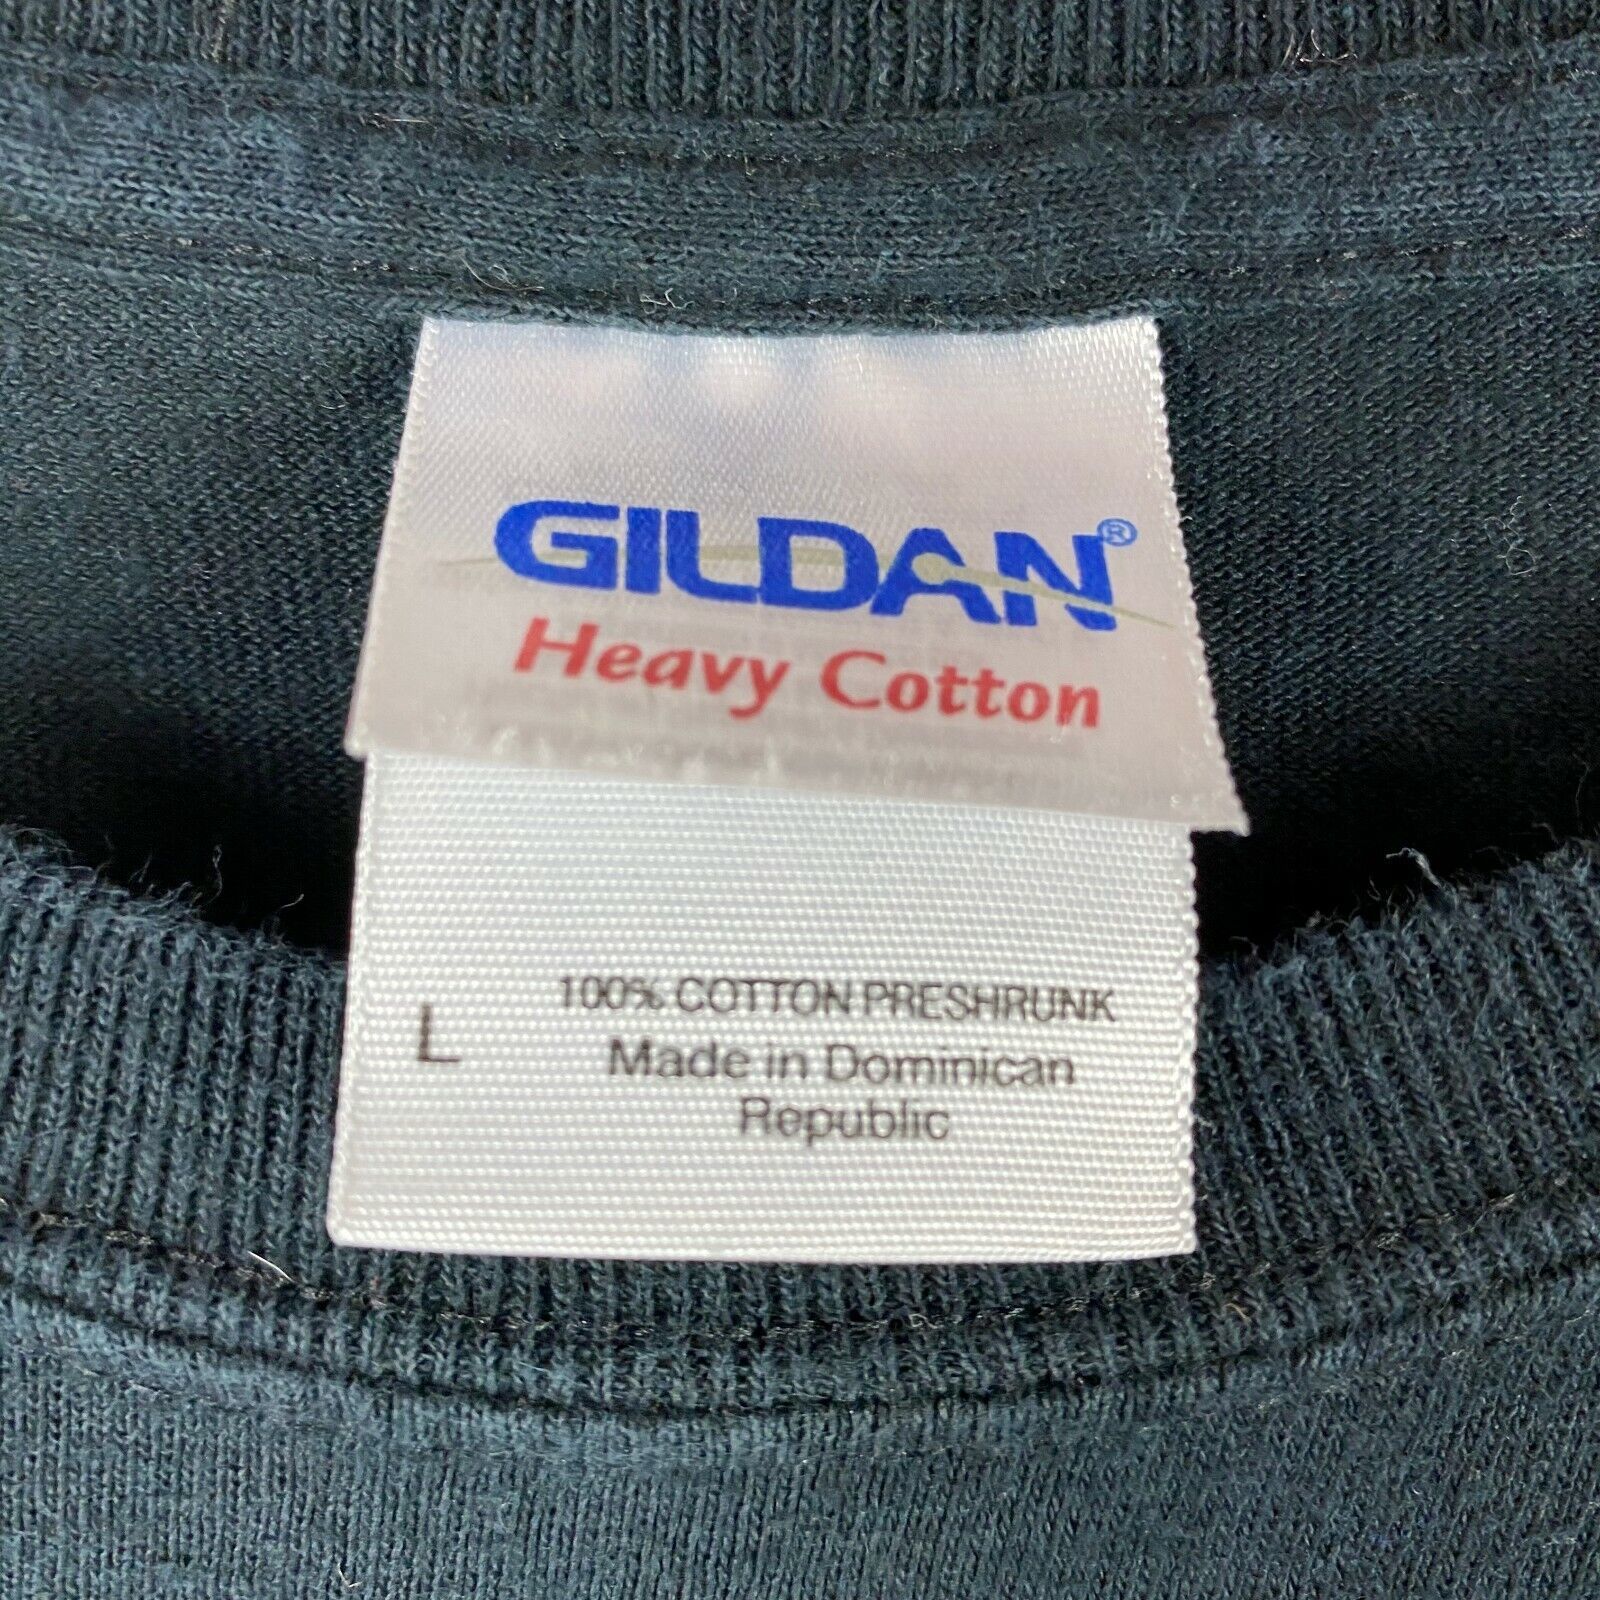 GILDAN®
Heavy Cotton
L
100% COTTON PRESHRUNK
Made in Dominican
Republic